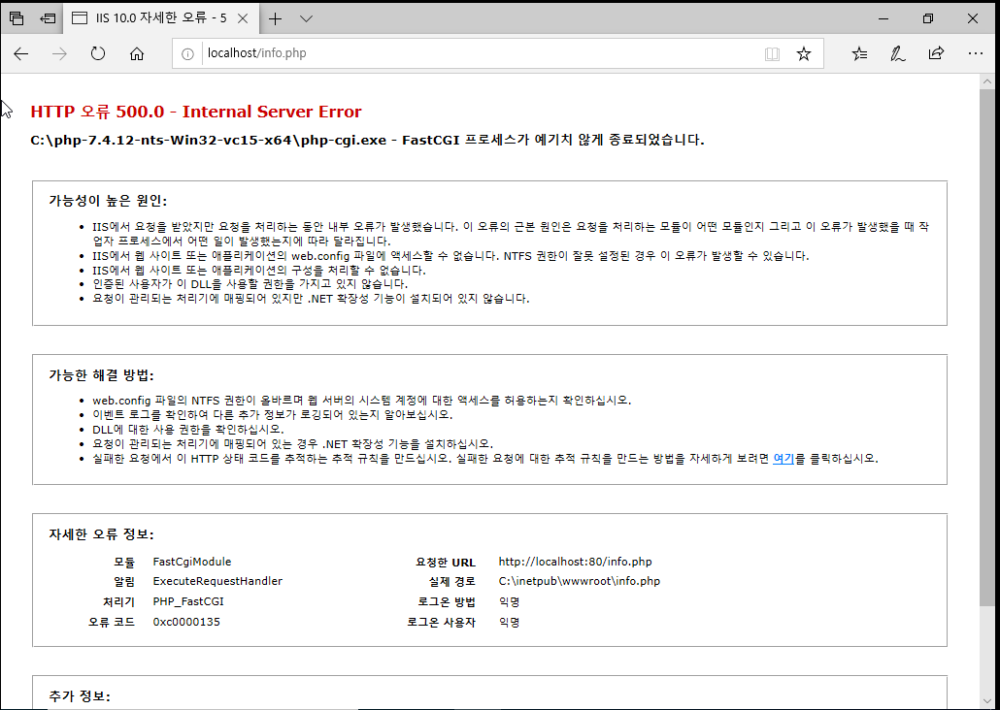 IIS 10.0 자세한 오류 - 5
localhost/info.php
HTTP 오류 500.0 - Internal Server Error
C:\php-7.4.12-nts-Win32-vc15-x64\php-cgi.exe - FastCGI 프로세스가 예기치 않게 종료되었습니다.
가능성이 높은 원인:
• IIS에서 요청을 받았지만 요청을 처리하는 동안 내부 오류가 발생했습니다. 이 오류의 근본 원인은 요청을 처리하는 모듈이 어떤 모듈인지 그리고 이 오류가 발생했을 때 작
업자 프로세스에서 어떤 일이 발생했는지에 따라 달라집니다.
• IIS에서 웹 사이트 또는 애플리케이션의 web.config 파일에 액세스할 수 없습니다. NTFS 권한이 잘못 설정된 경우 이 오류가 발생할 수 있습니다.
• IIS에서 웹 사이트 또는 애플리케이션의 구성을 처리할 수 없습니다.
• 인증된 사용자가 이 DLL을 사용할 권한을 가지고 있지 않습니다.
• 요청이 관리되는 처리기에 매핑되어 있지만 .NET 확장성 기능이 설치되어 있지 않습니다.
가능한 해결 방법:
• web.config 파일의 NTFS 권한이 올바르며 웹 서버의 시스템 계정에 대한 액세스를 허용하는지 확인하십시오.
• 이벤트 로그를 확인하여 다른 추가 정보가 로깅되어 있는지 알아보십시오.
• DLL에 대한 사용 권한을 확인하십시오.
• 요청이 관리되는 처리기에 매핑되어 있는 경우 .NET 확장성 기능을 설치하십시오.
• 실패한 요청에서 이 HTTP 상태 코드를 추적하는 추적 규칙을 만드십시오. 실패한 요청에 대한 추적 규칙을 만드는 방법을 자세하게 보려면 여기를 클릭하십시오.
자세한 오류 정보:
모듈 FastCgiModule 요청한 URL http://localhost:80/info.php
알림 ExecuteRequestHandler 실제 경로 C:\inetpub\wwwroot\info.php
처리기 PHP_FastCGI 로그온 방법 익명
오류 코드 0xc0000135 로그온 사용자 익명
추가 정보: